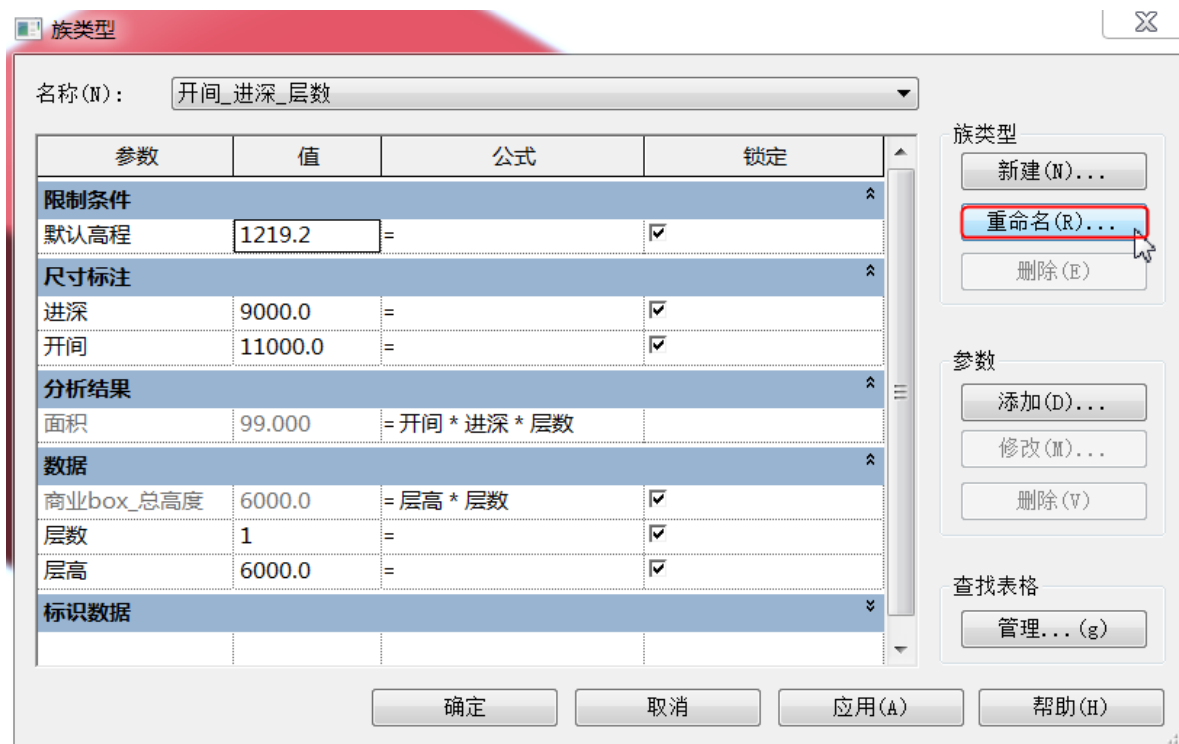 族类型
名称(N): 开间_进深_层数
参数 值 公式 锁定
限制条件
默认高程 1219.2 =
尺寸标注
进深 9000.0 =
开间 11000.0 =
分析结果
面积 99.000 = 开间 * 进深 * 层数
数据
商业box_总高度 6000.0 = 层高 * 层数
层数 1 =
层高 6000.0 =
标识数据
族类型
新建(N)...
重命名(R)...
删除(E)
参数
添加(D)...
修改(M)...
删除(V)
查找表格
管理...(g)
确定 取消 应用(A) 帮助(H)